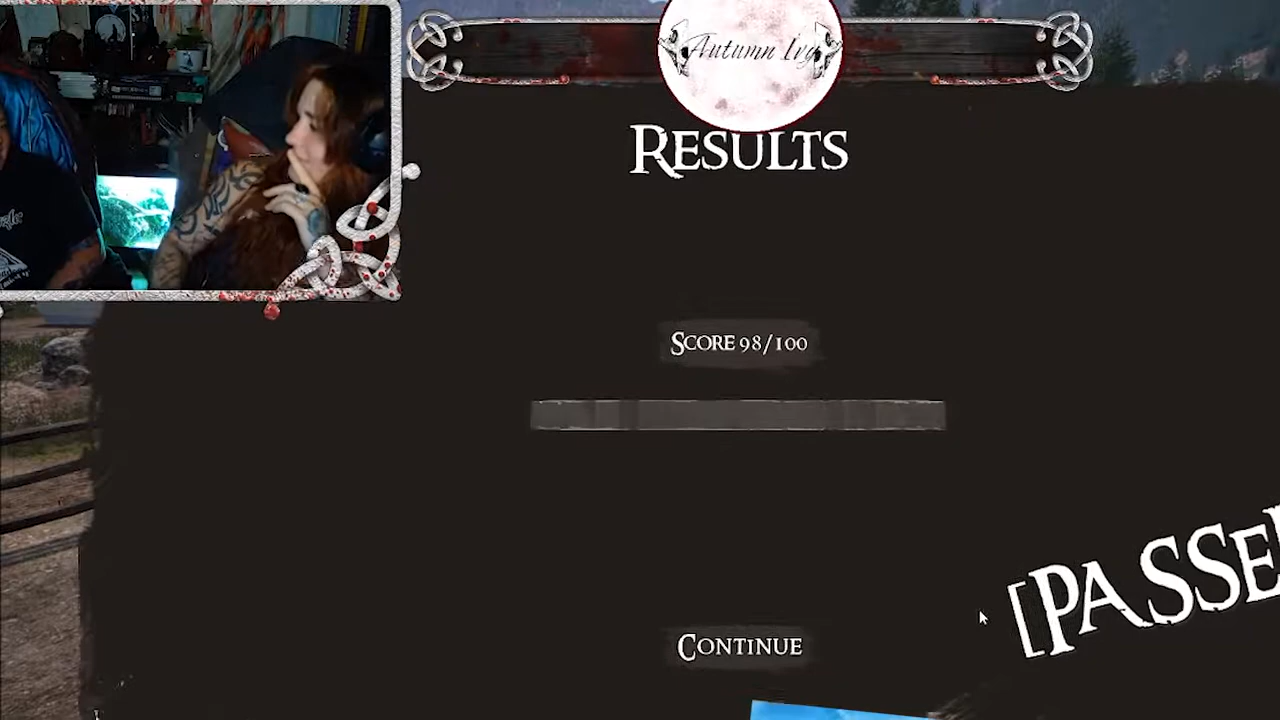 Autumn Ivy
RESULTS
SCORE 98/100
[PASSE
CONTINUE